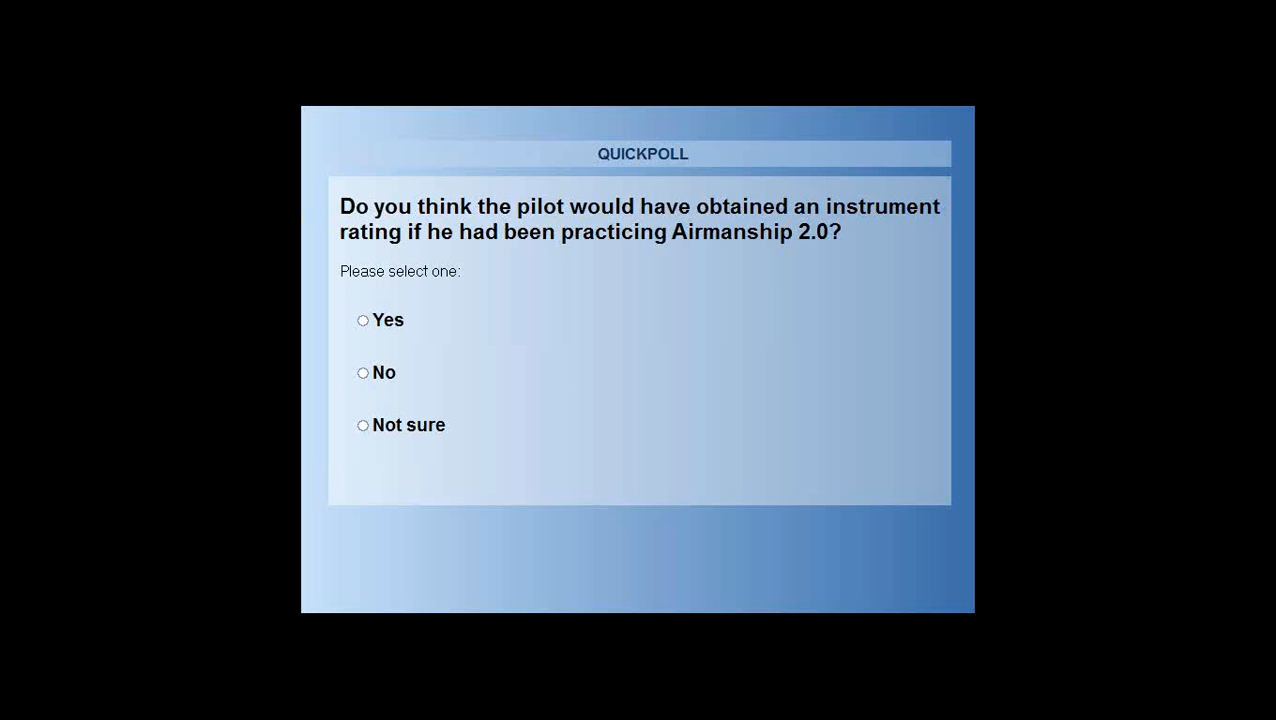 QUICKPOLL
Do you think the pilot would have obtained an instrument
rating if he had been practicing Airmanship 2.0?
Please select one:
Yes
No
Not sure